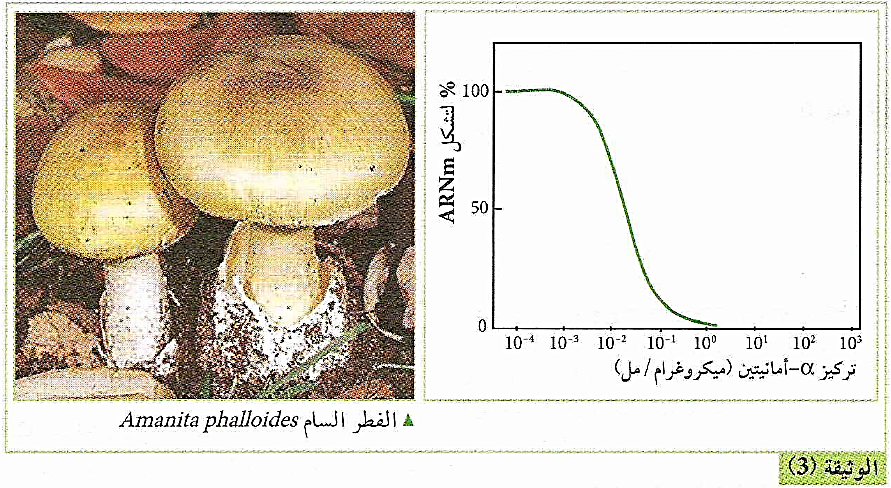 % لتشكل ARNm
100
50
0
10⁻⁴ 10⁻³ 10⁻² 10⁻¹ 10⁰ 10¹ 10² 10³
تركيز α-أمانيتين (ميكروغرام/مل)
▲ الفطر السام Amanita phalloides
الوثيقة (3)